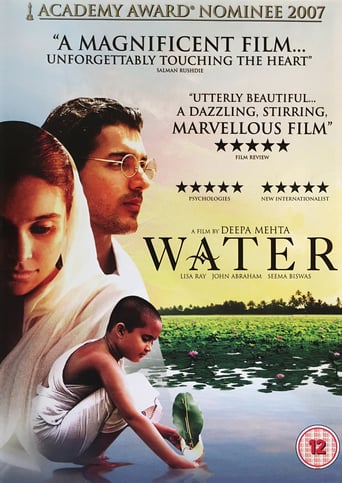 ACADEMY AWARD® NOMINEE 2007
"A MAGNIFICENT FILM...
UNFORGETTABLY TOUCHING THE HEART"
SALMAN RUSHDIE
"UTTERLY BEAUTIFUL...
A DAZZLING, STIRRING,
MARVELLOUS FILM"
★★★★★
FILM REVIEW
★★★★★
PSYCHOLOGIES
★★★★★
NEW INTERNATIONALIST
A FILM BY DEEPA MEHTA
WATER
LISA RAY JOHN ABRAHAM SEEMA BISWAS
12